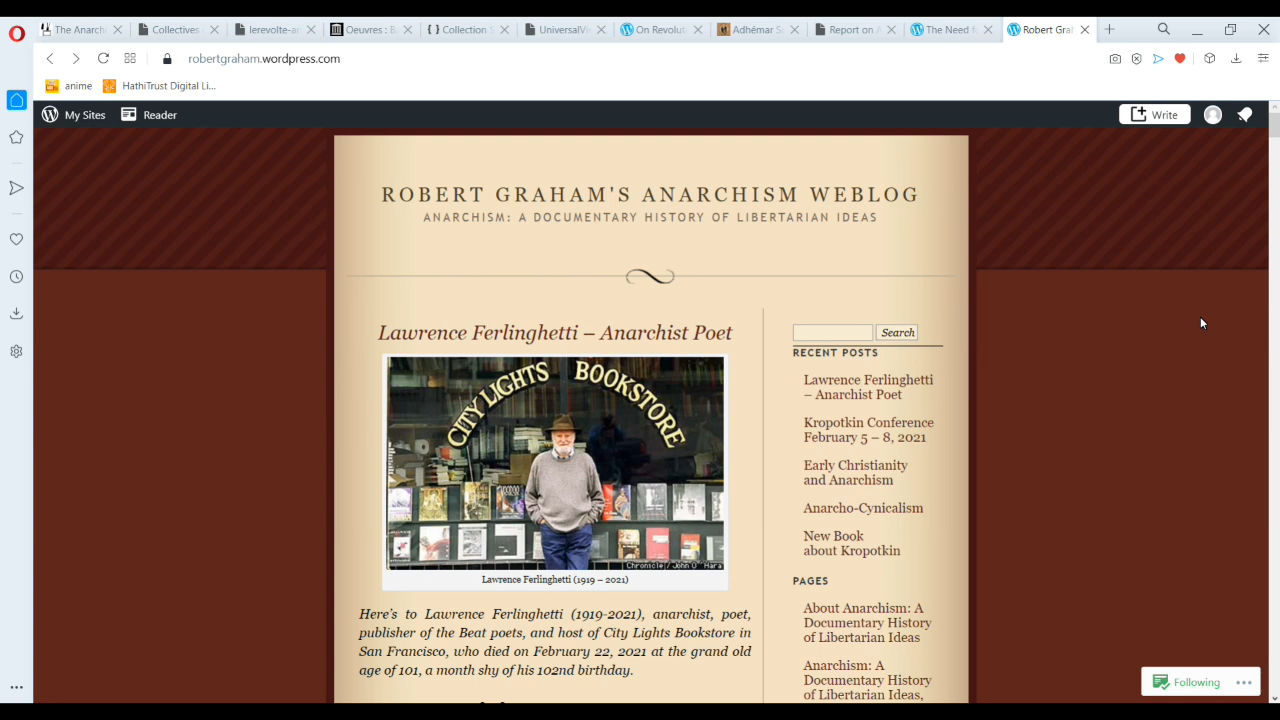 The Anarch
Collectives
lerevolte-a
Oeuvres : B
Collection S
UniversalVi
On Revolut
Adhémar S
Report on A
The Need f
Robert Gra
robertgraham.wordpress.com
anime
HathiTrust Digital Li...
My Sites
Reader
Write
ROBERT GRAHAM'S ANARCHISM WEBLOG
ANARCHISM: A DOCUMENTARY HISTORY OF LIBERTARIAN IDEAS
Lawrence Ferlinghetti – Anarchist Poet
CITY LIGHTS BOOKSTORE
Chronicle / John O' Hara
Lawrence Ferlinghetti (1919 – 2021)
Here's to Lawrence Ferlinghetti (1919-2021), anarchist, poet,
publisher of the Beat poets, and host of City Lights Bookstore in
San Francisco, who died on February 22, 2021 at the grand old
age of 101, a month shy of his 102nd birthday.
Search
RECENT POSTS
Lawrence Ferlinghetti
– Anarchist Poet
Kropotkin Conference
February 5 – 8, 2021
Early Christianity
and Anarchism
Anarcho-Cynicalism
New Book
about Kropotkin
PAGES
About Anarchism: A
Documentary History
of Libertarian Ideas
Anarchism: A
Documentary History
of Libertarian Ideas,
Following